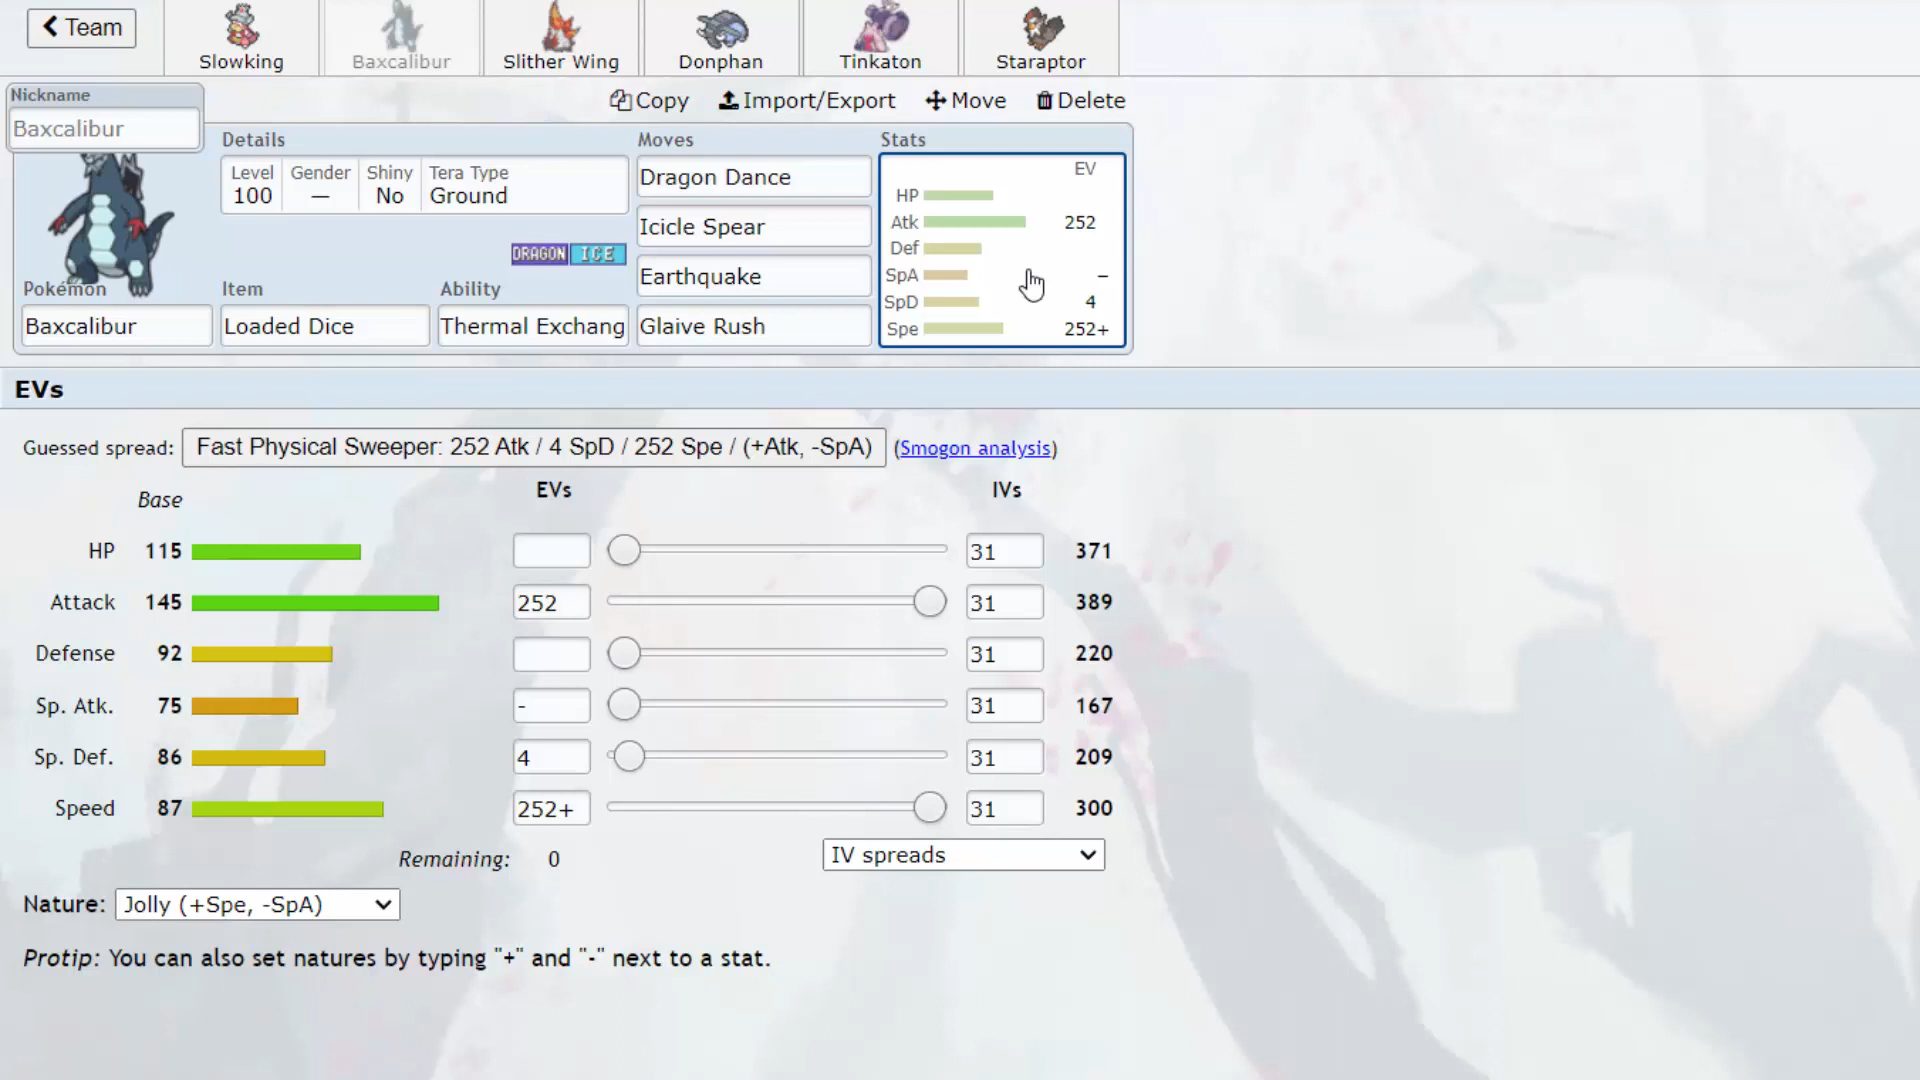 Team
Slowking
Baxcalibur
Slither Wing
Donphan
Tinkaton
Staraptor
Nickname
Baxcalibur
Copy
Import/Export
Move
Delete
Details
Moves
Stats
Level
100
Gender
—
Shiny
No
Tera Type
Ground
DRAGON ICE
Pokémon
Baxcalibur
Item
Loaded Dice
Ability
Thermal Exchang
Dragon Dance
Icicle Spear
Earthquake
Glaive Rush
EV
HP
Atk 252
Def
SpA –
SpD 4
Spe 252+
EVs
Guessed spread: Fast Physical Sweeper: 252 Atk / 4 SpD / 252 Spe / (+Atk, -SpA) (Smogon analysis)
Base EVs IVs
HP 115 31 371
Attack 145 252 31 389
Defense 92 31 220
Sp. Atk. 75 - 31 167
Sp. Def. 86 4 31 209
Speed 87 252+ 31 300
Remaining: 0 IV spreads
Nature: Jolly (+Spe, -SpA)
Protip: You can also set natures by typing "+" and "-" next to a stat.